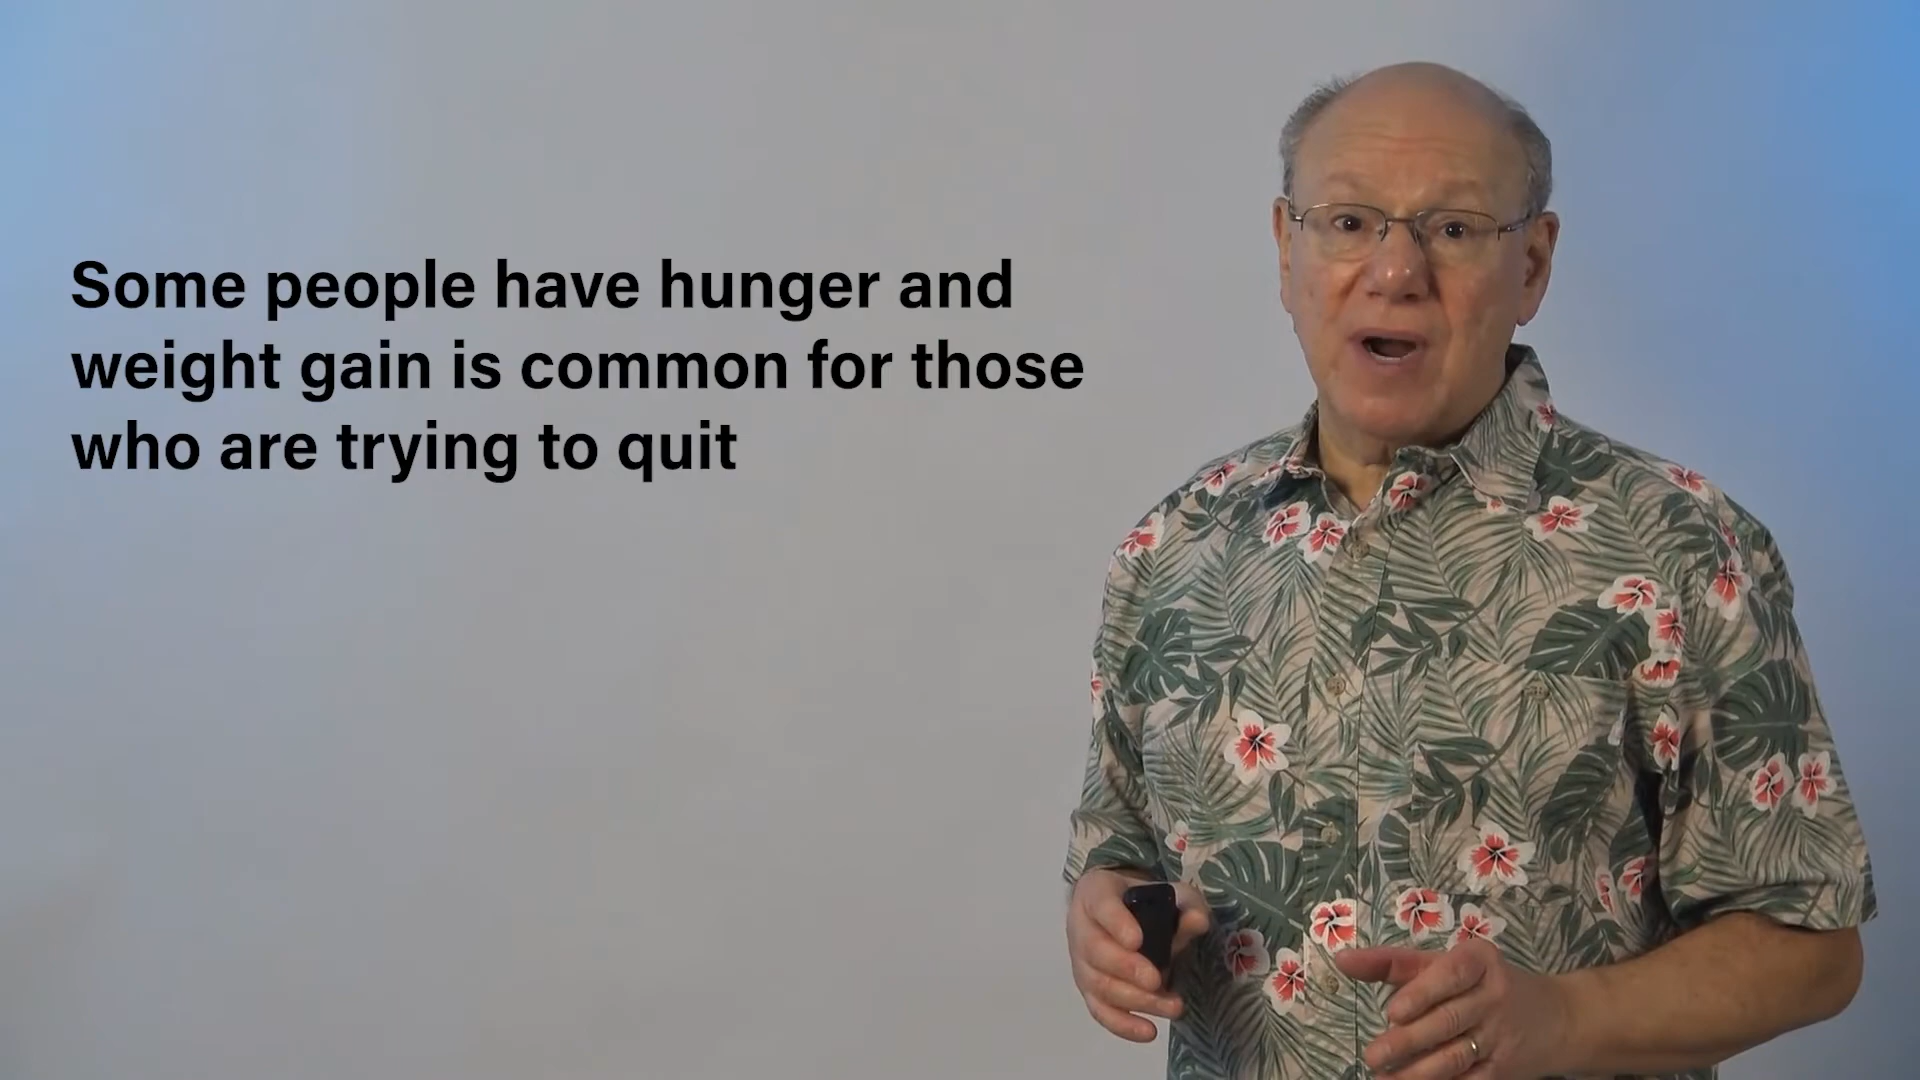 Some people have hunger and
weight gain is common for those
who are trying to quit